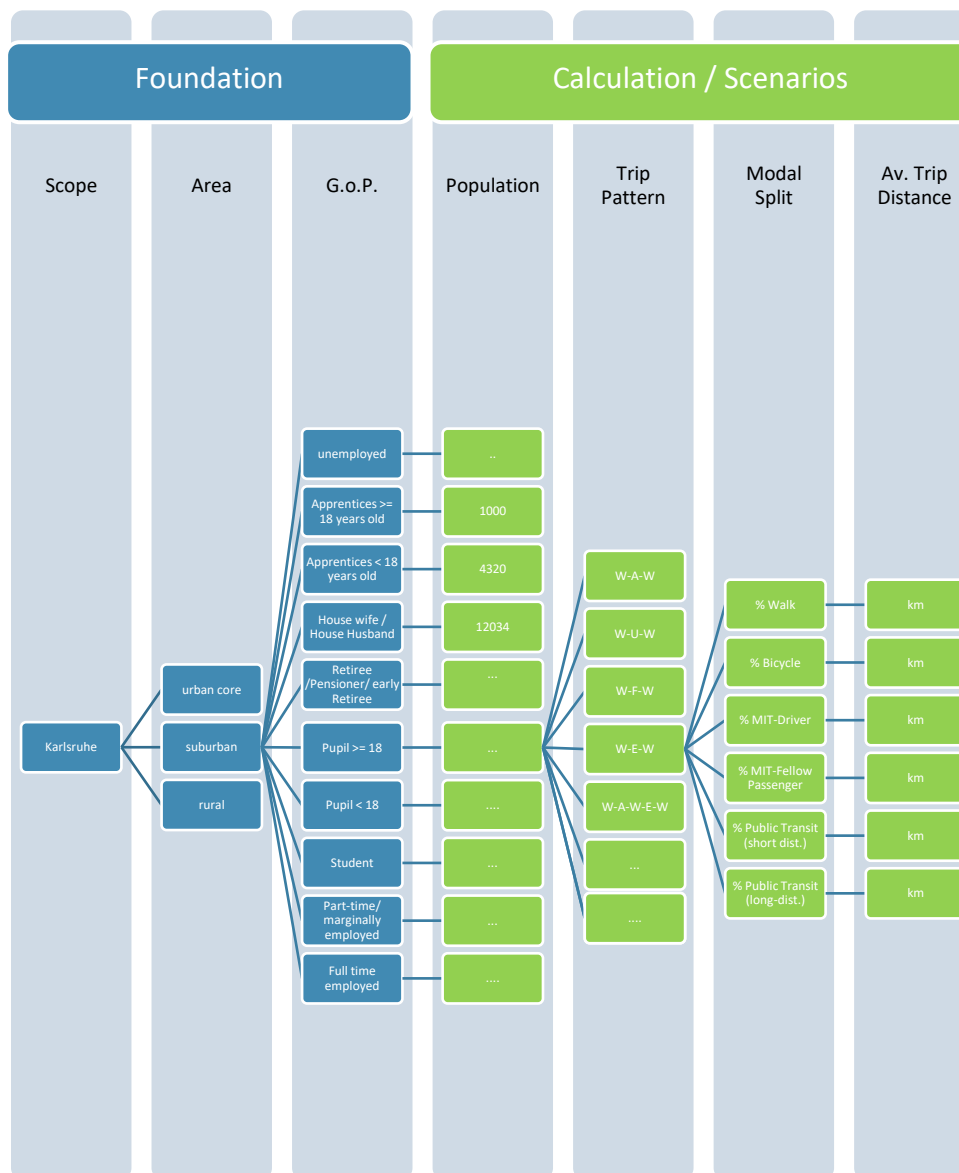 Foundation
Calculation / Scenarios
Scope
Area
G.o.P.
Population
Trip
Pattern
Modal
Split
Av. Trip
Distance
unemployed
..
Apprentices >=
18 years old
1000
Apprentices < 18
years old
4320
House wife /
House Husband
12034
Retiree
/Pensioner/ early
Retiree
...
Pupil >= 18
...
Pupil < 18
....
Student
...
Part-time/
marginally
employed
...
Full time
employed
....
urban core
Karlsruhe
suburban
rural
W-A-W
W-U-W
W-F-W
W-E-W
W-A-W-E-W
...
....
% Walk
km
% Bicycle
km
% MIT-Driver
km
% MIT-Fellow
Passenger
km
% Public Transit
(short dist.)
km
% Public Transit
(long-dist.)
km